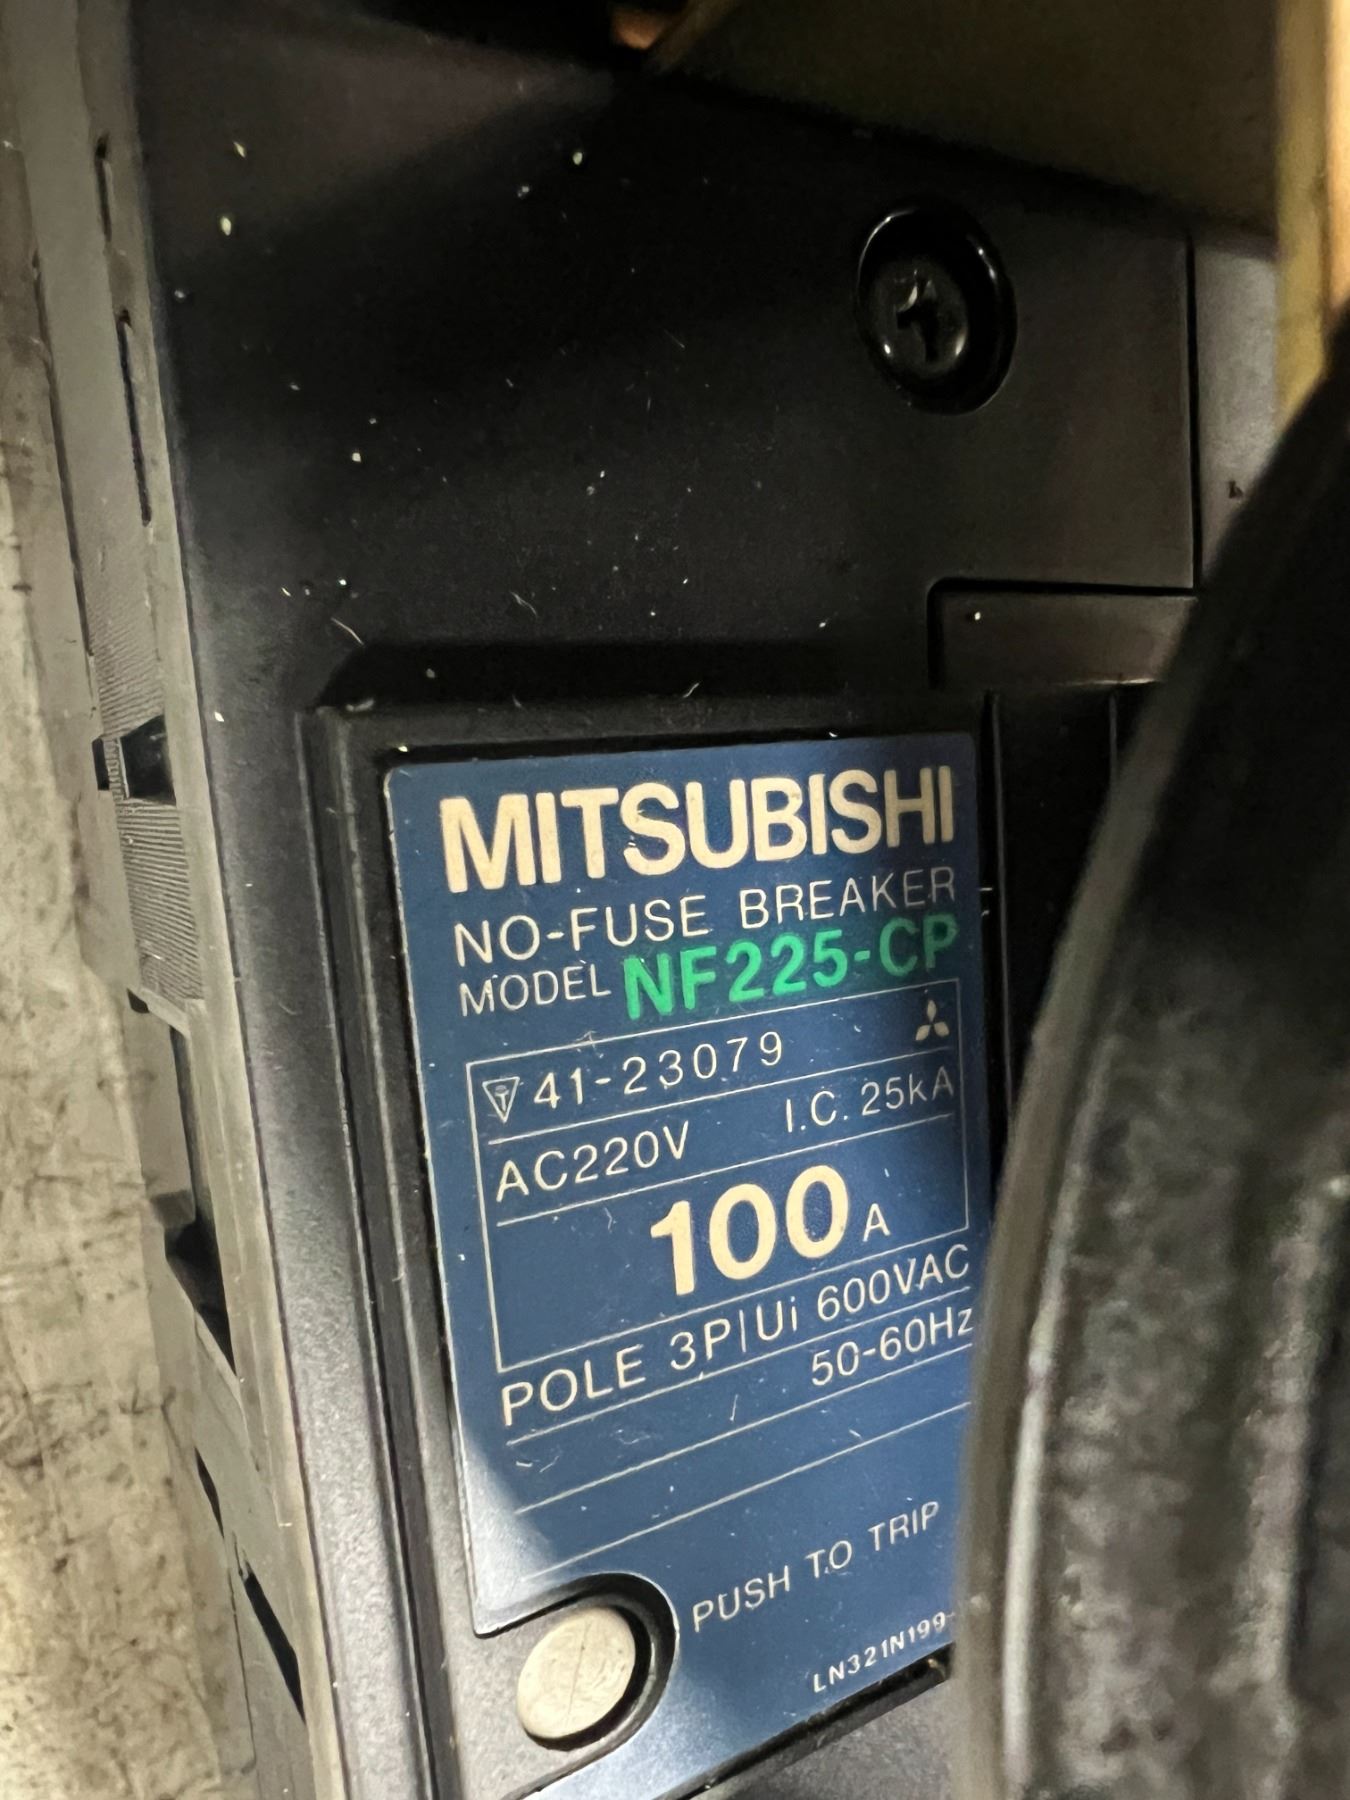 MITSUBISHI
NO-FUSE BREAKER
MODEL NF225-CP
41-23079
AC220V I.C. 25kA
100A
POLE 3P|Ui 600VAC
50-60Hz
PUSH TO TRIP
LN321N199-